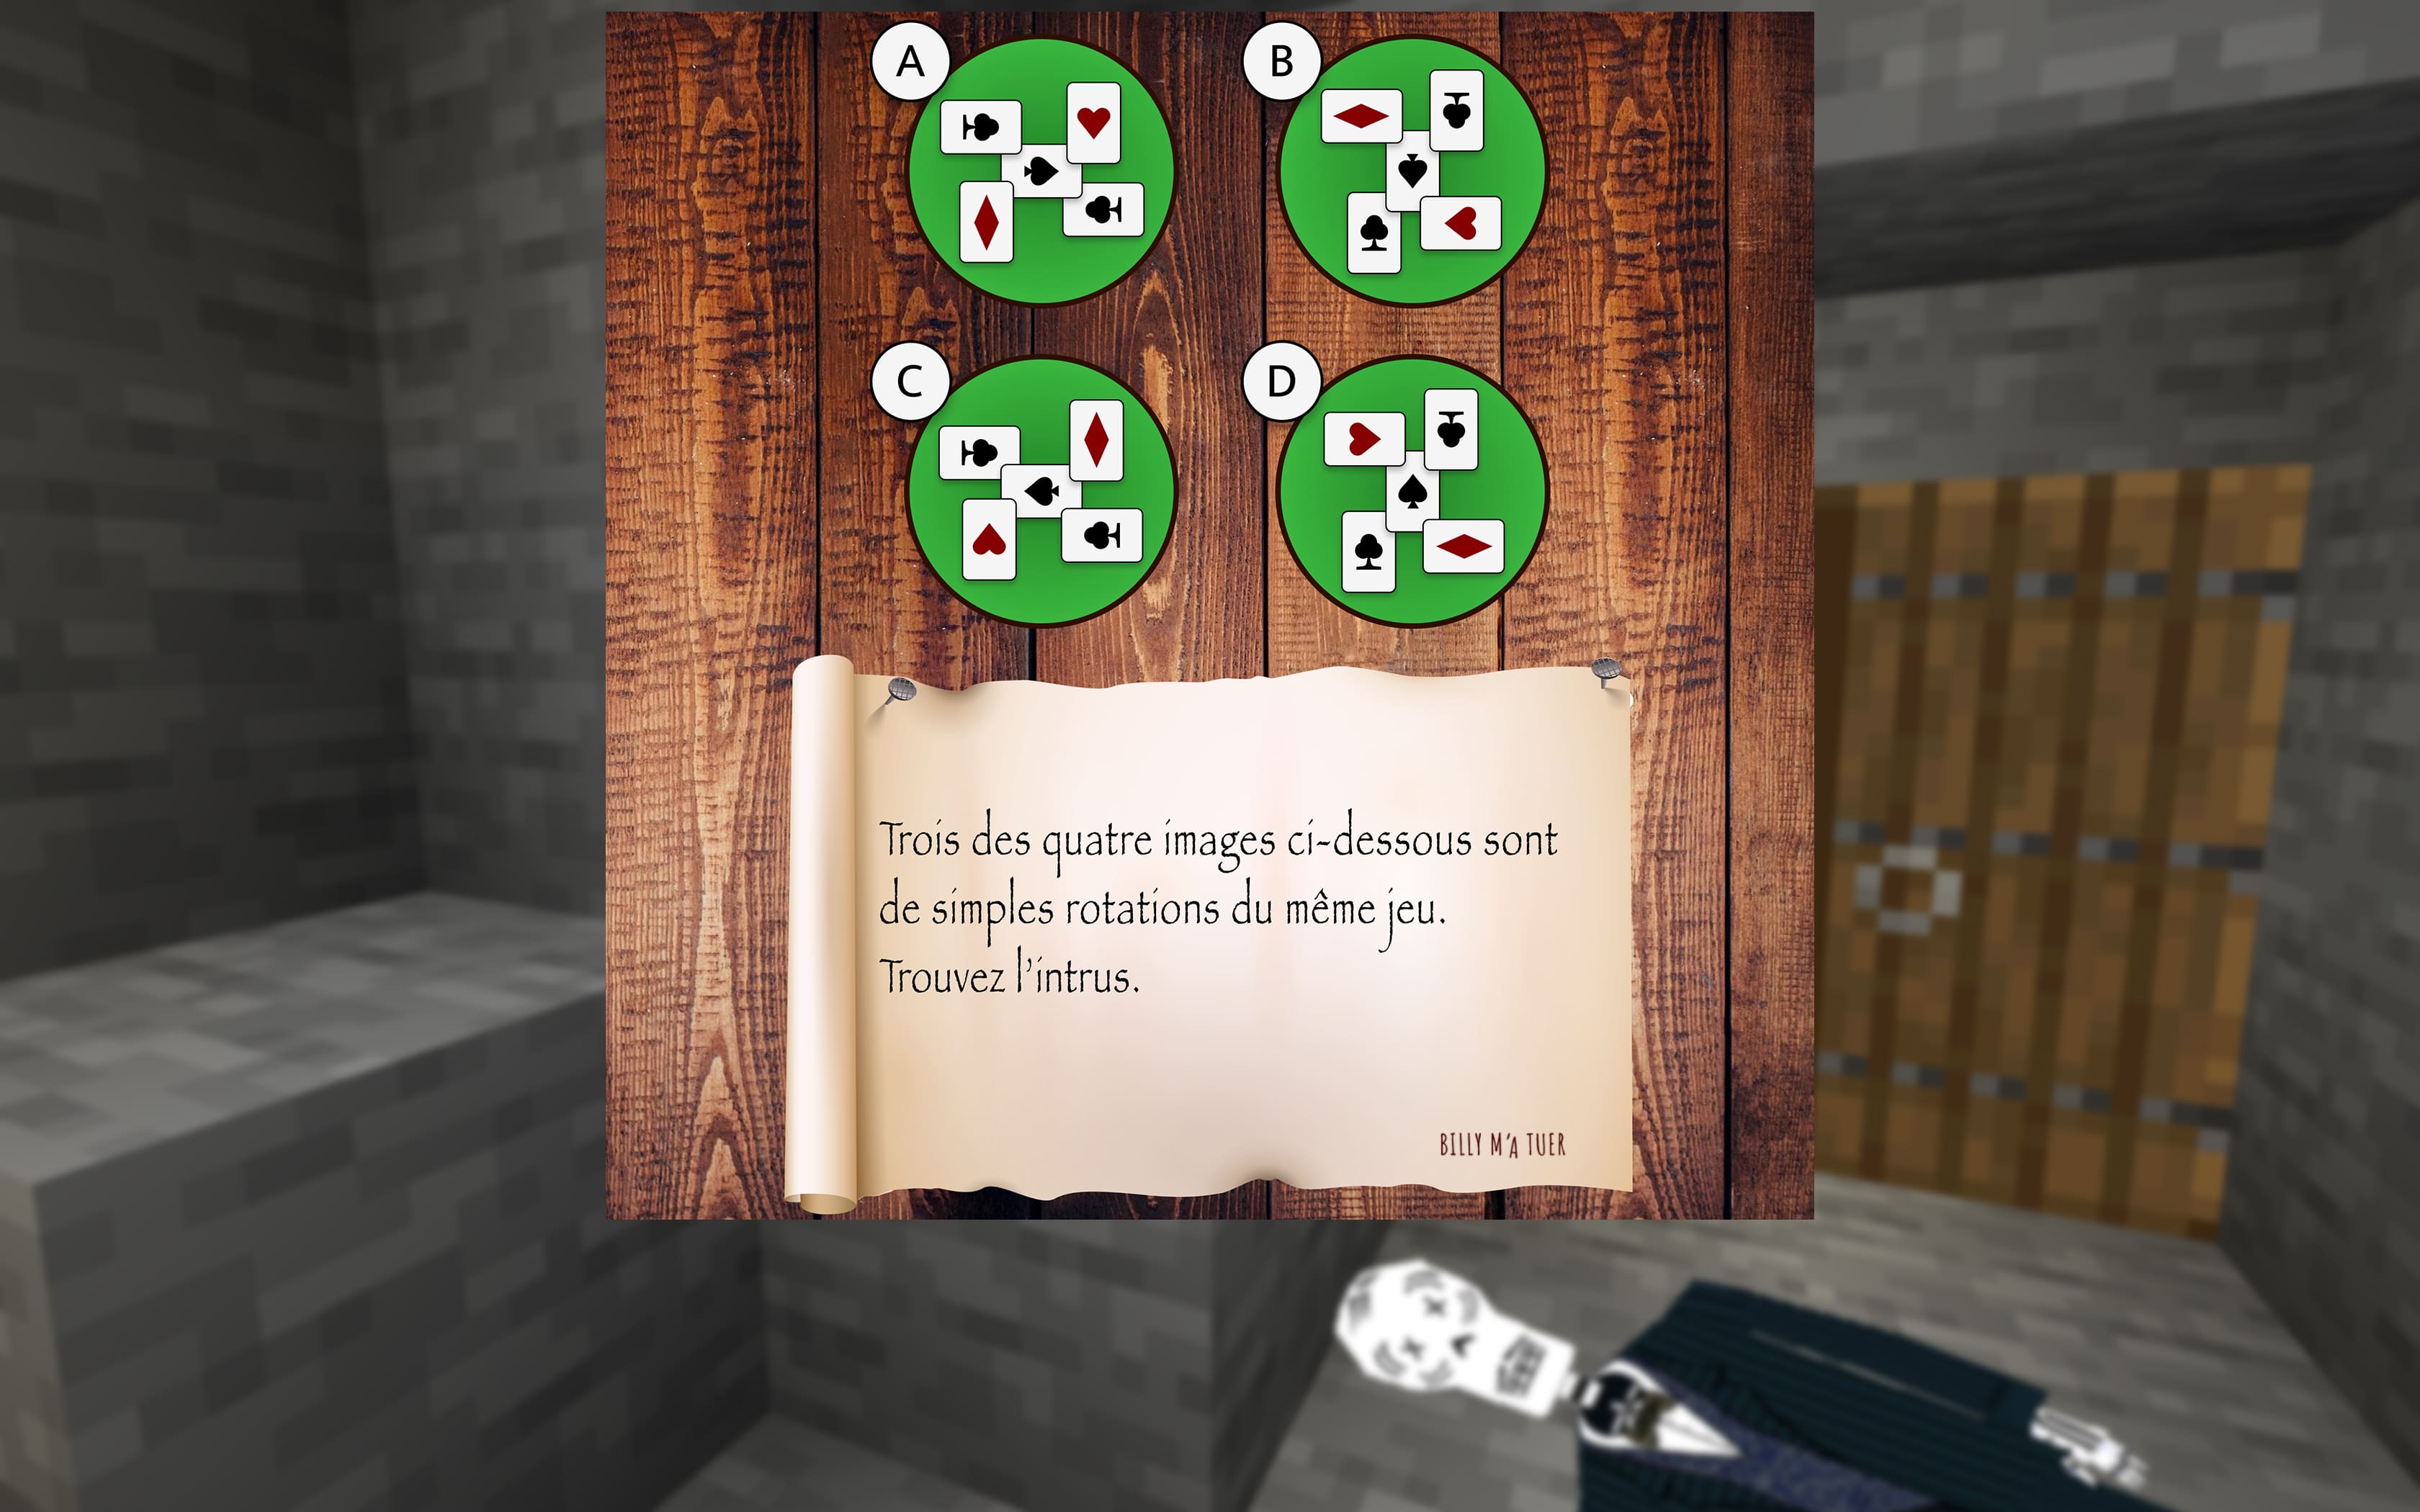 A
B
C
D
Trois des quatre images ci-dessous sont
de simples rotations du même jeu.
Trouvez l'intrus.
BILLY M'A TUER